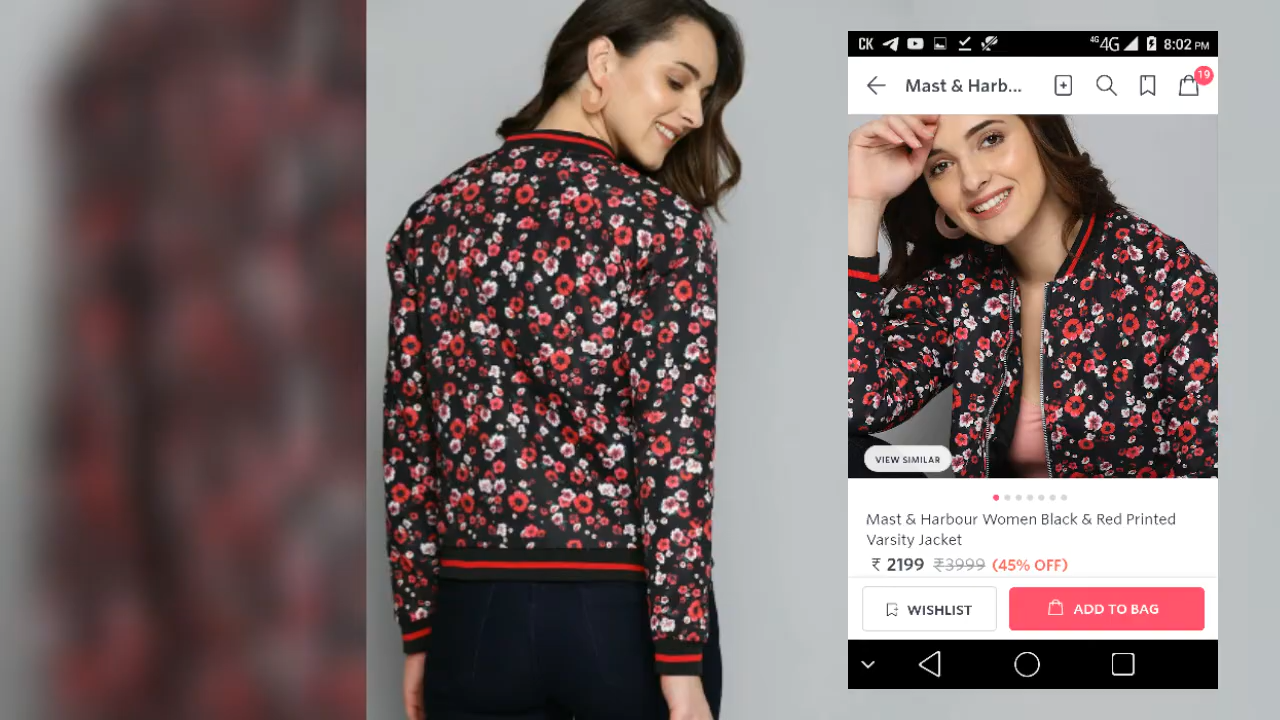 CK 4G 4G 8:02 PM
Mast & Harb... 19
VIEW SIMILAR
Mast & Harbour Women Black & Red Printed
Varsity Jacket
₹ 2199 ₹3999 (45% OFF)
WISHLIST ADD TO BAG